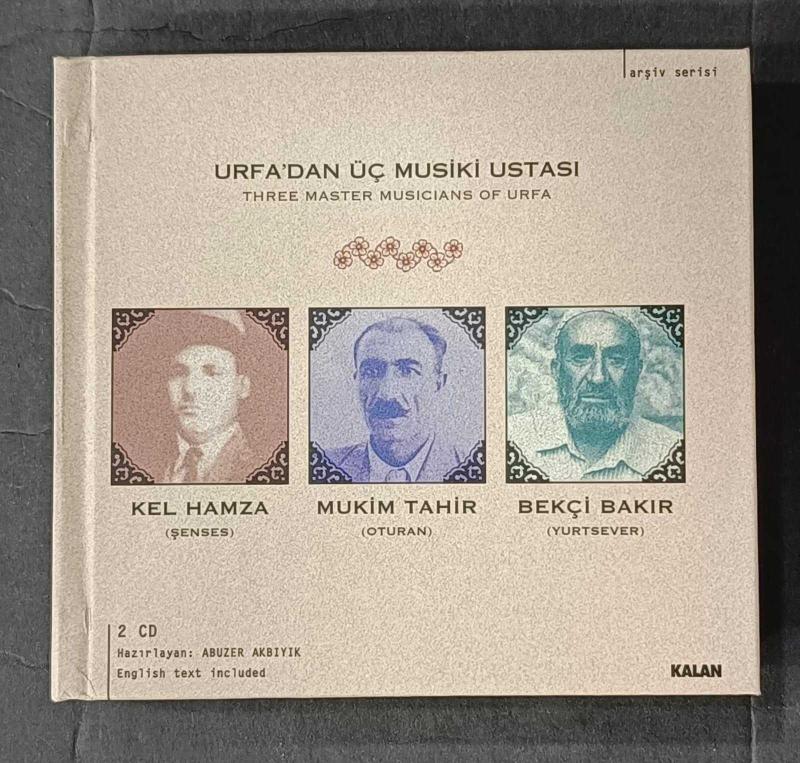 arşiv serisi
URFA'DAN ÜÇ MUSİKİ USTASI
THREE MASTER MUSICIANS OF URFA
KEL HAMZA
(ŞENSES)
MUKİM TAHİR
(OTURAN)
BEKÇİ BAKIR
(YURTSEVER)
2 CD
Hazırlayan: ABUZER AKBIYIK
English text included
KALAN